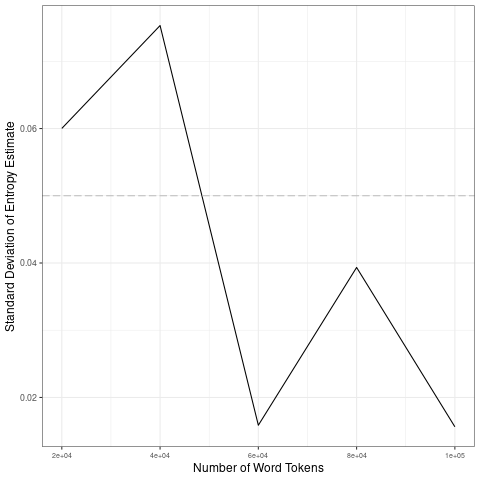 Standard Deviation of Entropy Estimate
0.06
0.04
0.02
2e+04 4e+04 6e+04 8e+04 1e+05
Number of Word Tokens